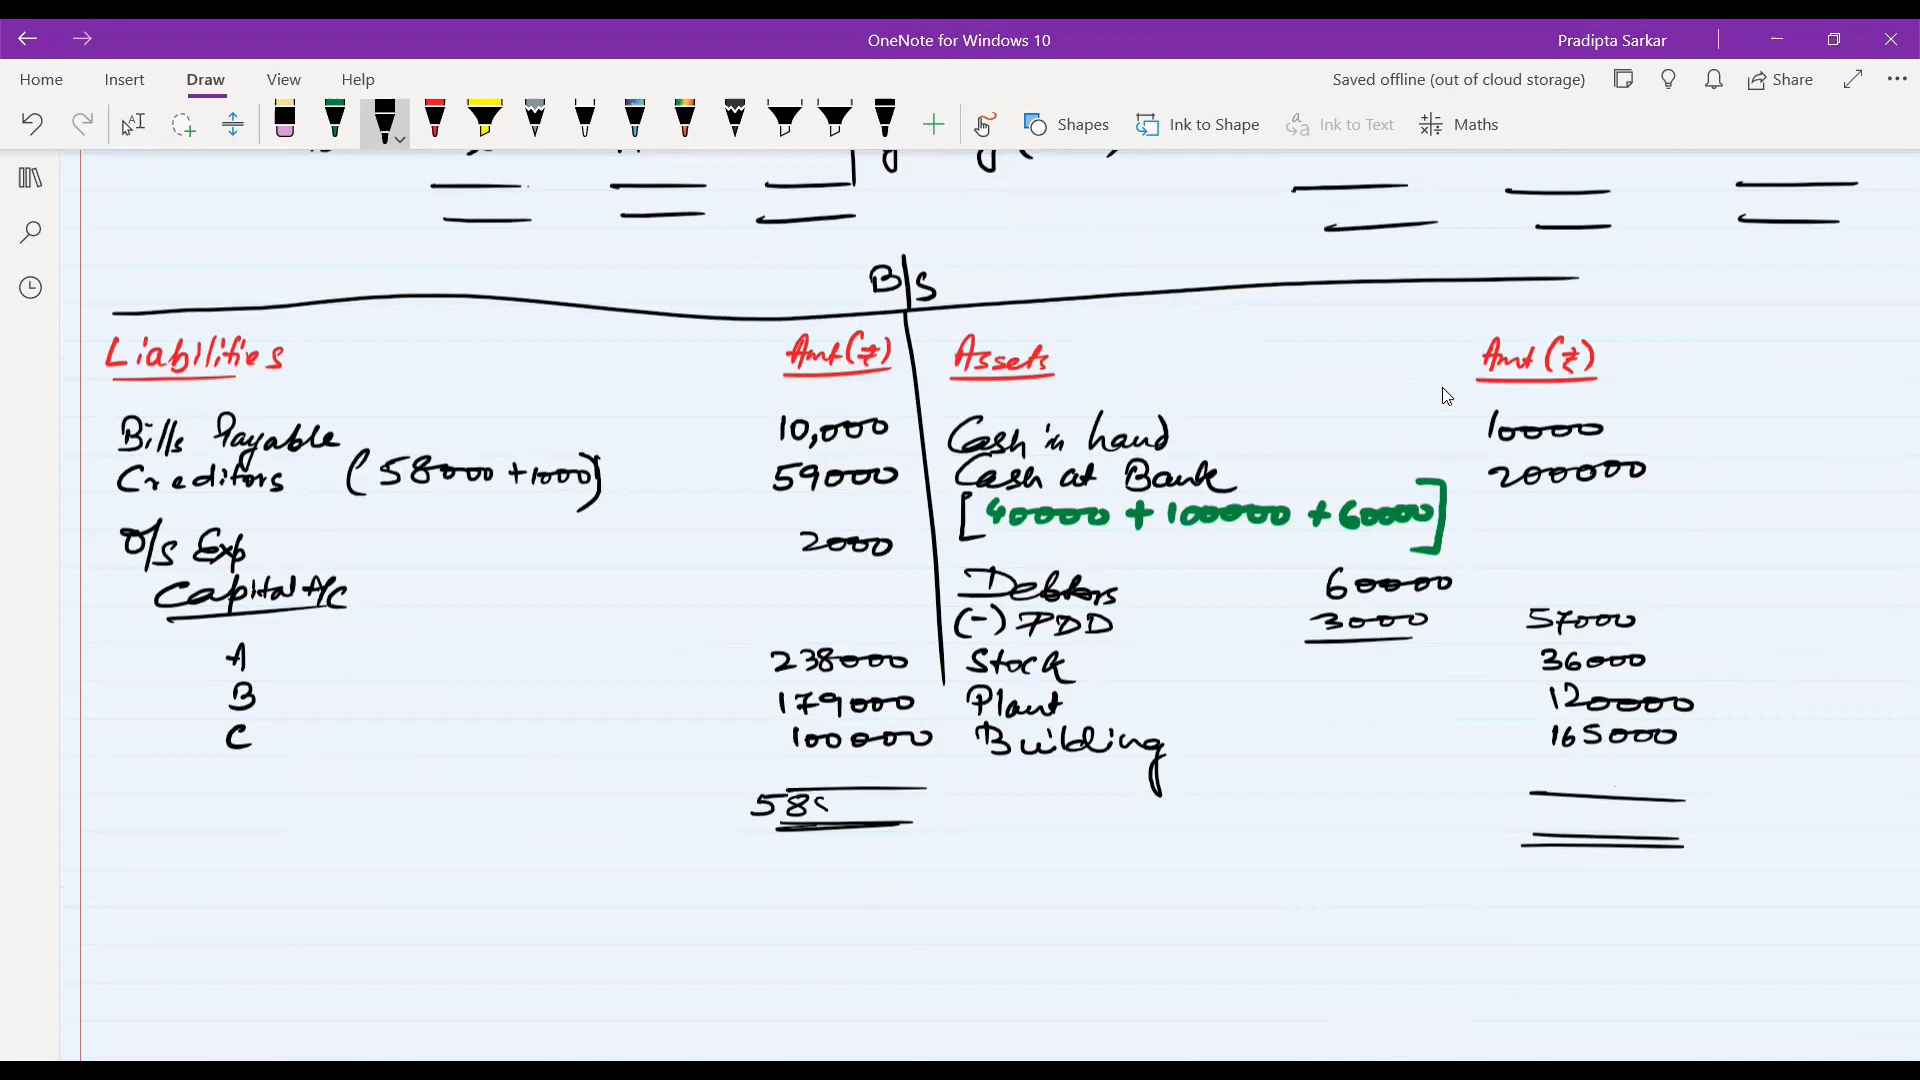 OneNote for Windows 10
Pradipta Sarkar
Home Insert Draw View Help
Saved offline (out of cloud storage) Share
Shapes Ink to Shape Ink to Text Maths
B/S
Liabilities Amt(₹) Assets Amt (₹)
Bills Payable 10,000 Cash in hand 10000
Creditors (58000 + 1000) 59000 Cash at Bank 200000
[40000 + 100000 + 60000]
O/s Exp 2000
Capital A/c Debtors 60000
(-) PDD 3000 57000
A 238000 Stock 36000
B 179000 Plant 120000
C 100000 Building 165000
58